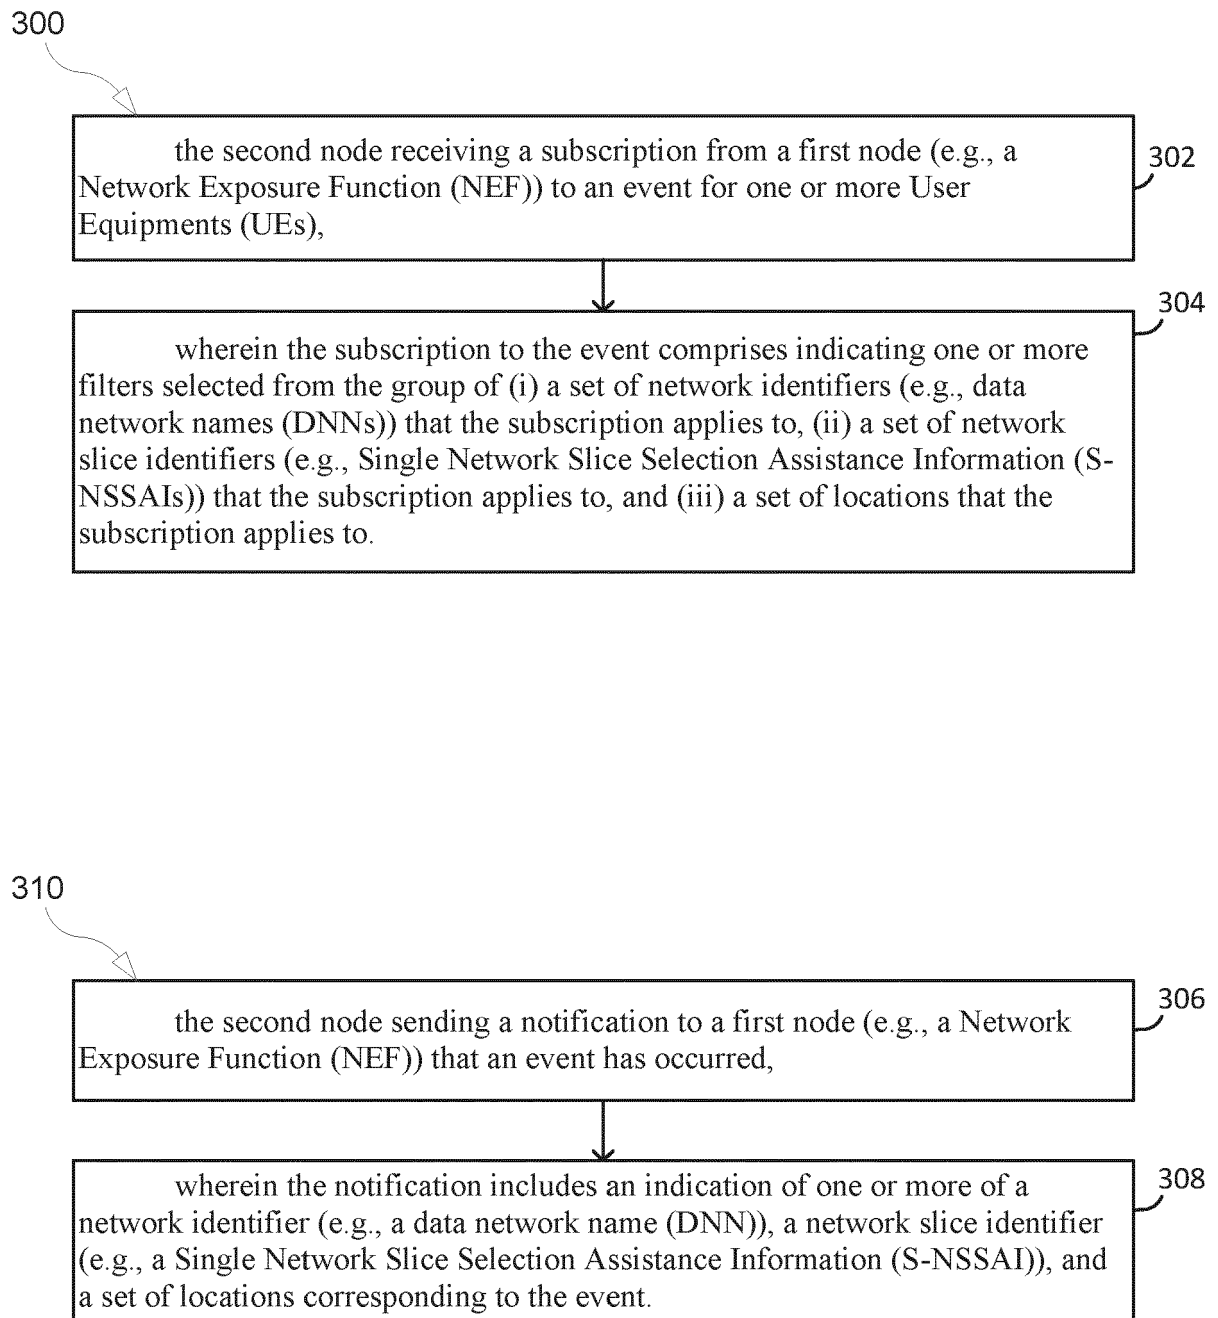 300
the second node receiving a subscription from a first node (e.g., a
Network Exposure Function (NEF)) to an event for one or more User
Equipments (UEs),
302
304
wherein the subscription to the event comprises indicating one or more
filters selected from the group of (i) a set of network identifiers (e.g., data
network names (DNNs)) that the subscription applies to, (ii) a set of network
slice identifiers (e.g., Single Network Slice Selection Assistance Information (S-
NSSAIs)) that the subscription applies to, and (iii) a set of locations that the
subscription applies to.
310
306
the second node sending a notification to a first node (e.g., a Network
Exposure Function (NEF)) that an event has occurred,
308
wherein the notification includes an indication of one or more of a
network identifier (e.g., a data network name (DNN)), a network slice identifier
(e.g., a Single Network Slice Selection Assistance Information (S-NSSAI)), and
a set of locations corresponding to the event.